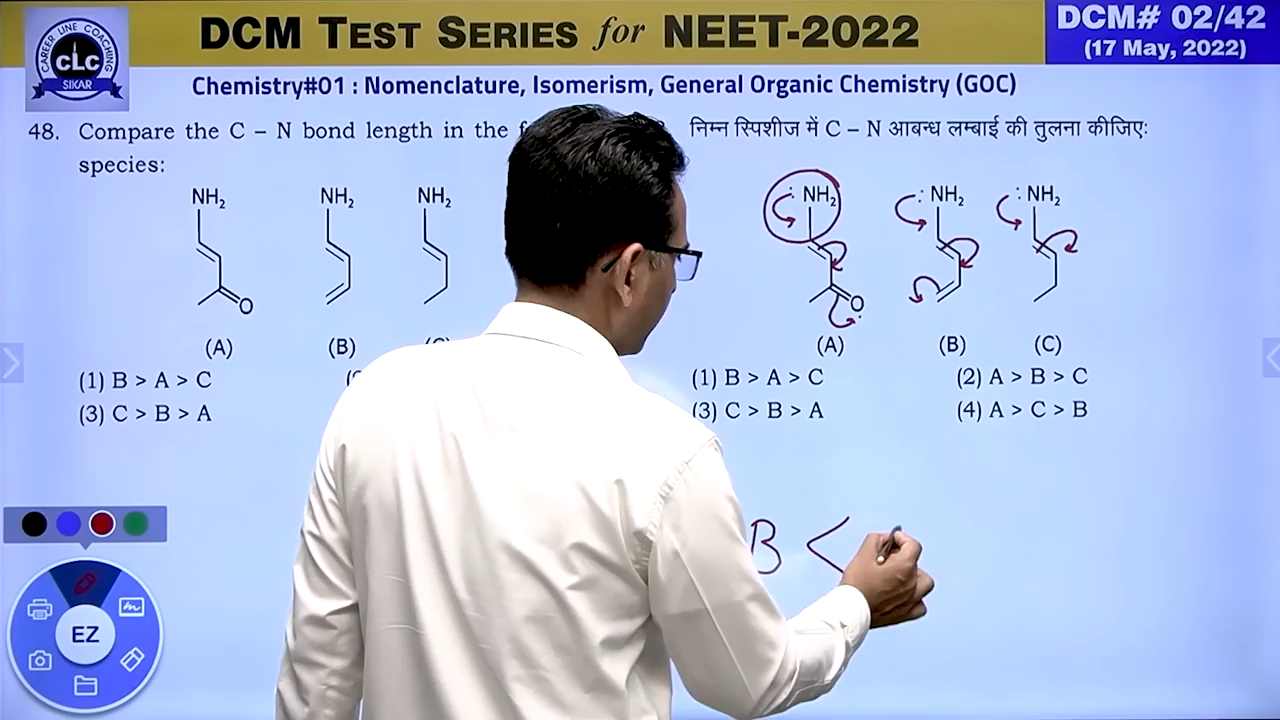 CAREER LINE COACHING
CLC
SIKAR
DCM TEST SERIES for NEET-2022
DCM# 02/42
(17 May, 2022)
Chemistry#01 : Nomenclature, Isomerism, General Organic Chemistry (GOC)
48. Compare the C – N bond length in the
species:
NH2 NH2 NH2
O
(A) (B)
(1) B > A > C
(3) C > B > A
निम्न स्पिशीज में C – N आबन्ध लम्बाई की तुलना कीजिएः
: NH2 : NH2 : NH2
O :
(A) (B) (C)
(1) B > A > C (2) A > B > C
(3) C > B > A (4) A > C > B
B <
EZ